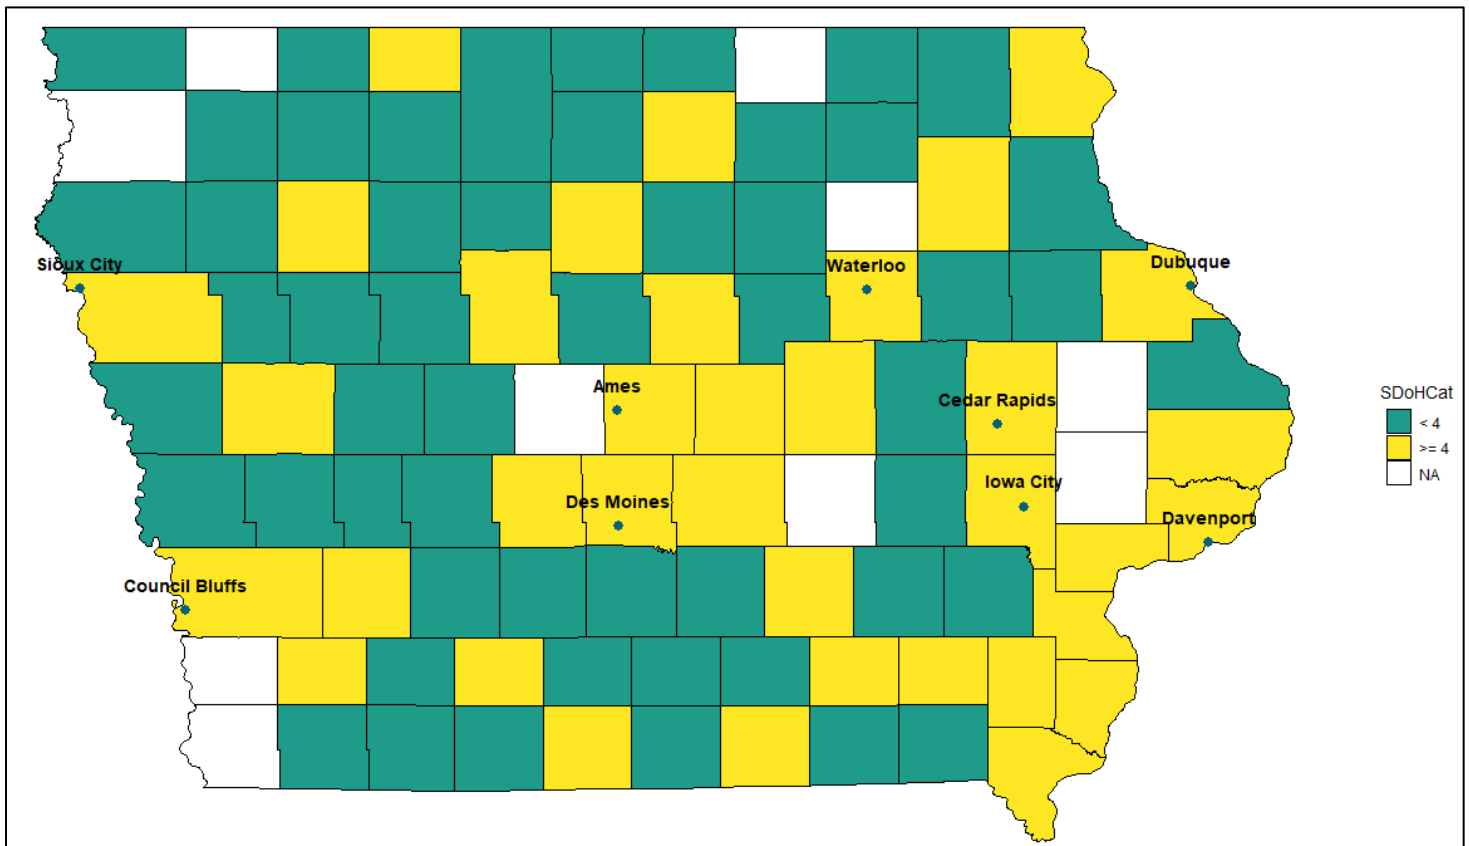 Sioux City
Waterloo
Dubuque
Ames
Cedar Rapids
Iowa City
Des Moines
Davenport
Council Bluffs
SDoHCat
< 4
>= 4
NA